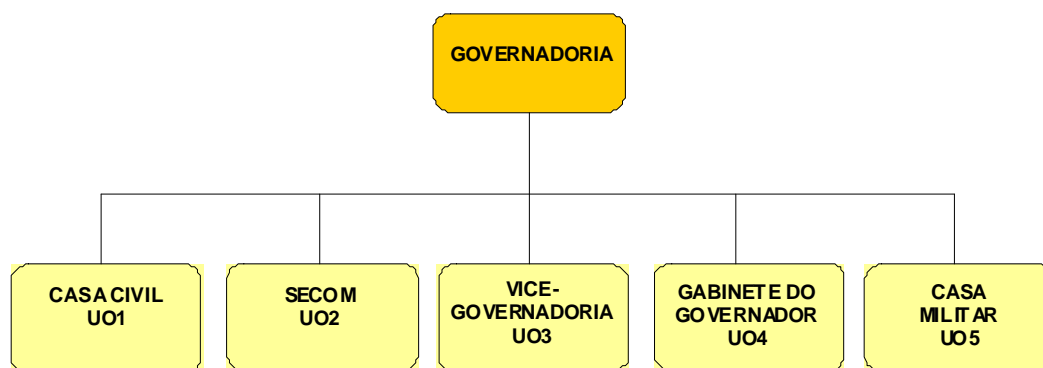 GOVERNADORIA
CASA CIVIL
UO1
SECOM
UO2
VICE-
GOVERNADORIA
UO3
GABINETE DO
GOVERNADOR
UO4
CASA
MILITAR
UO5